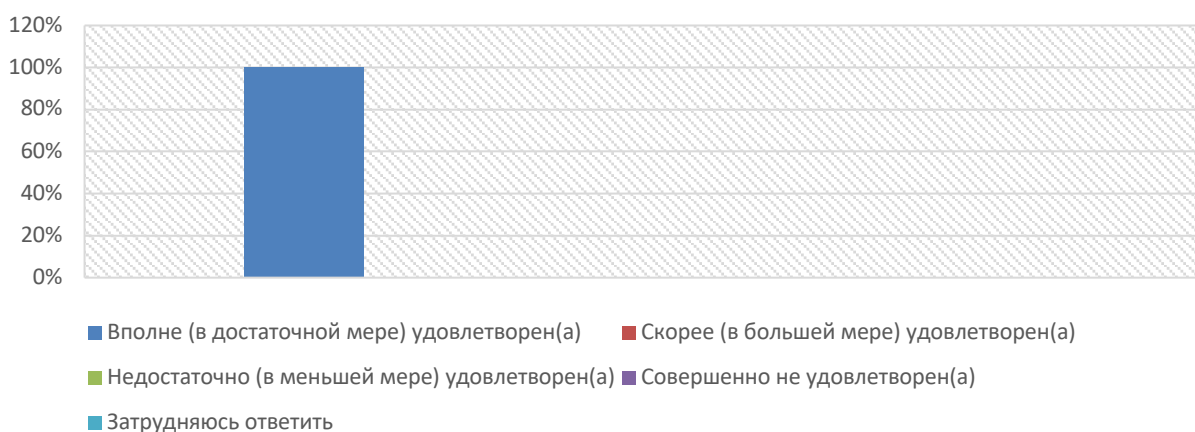 120%
100%
80%
60%
40%
20%
0%
Вполне (в достаточной мере) удовлетворен(а) Скорее (в большей мере) удовлетворен(а)
Недостаточно (в меньшей мере) удовлетворен(а) Совершенно не удовлетворен(а)
Затрудняюсь ответить